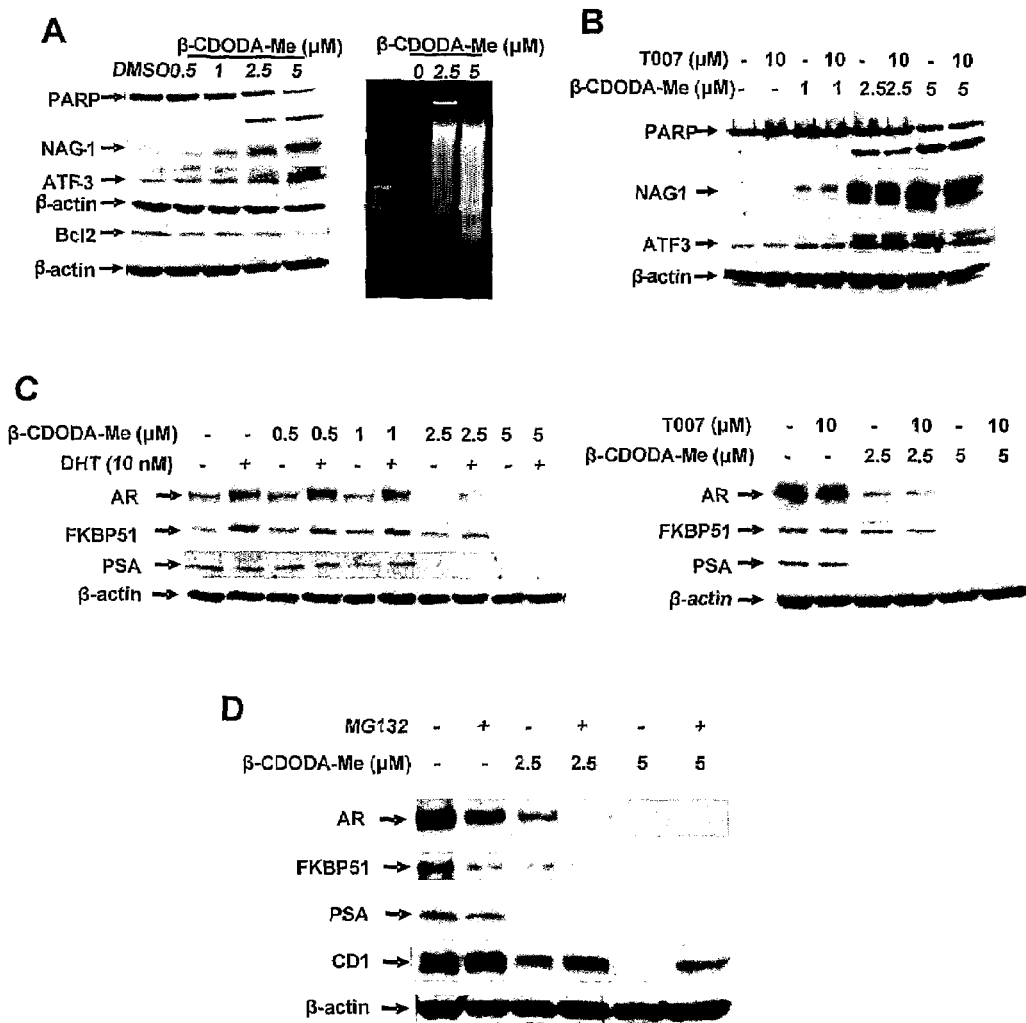 A
β-CDODA-Me (μM)
DMSO 0.5 1 2.5 5
PARP
NAG-1
ATF-3
β-actin
Bcl2
β-actin
β-CDODA-Me (μM)
0 2.5 5
B
T007 (μM) - 10 - 10 - 10 - 10
β-CDODA-Me (μM) - - 1 1 2.5 2.5 5 5
PARP
NAG1
ATF3
β-actin
C
β-CDODA-Me (μM) - - 0.5 0.5 1 1 2.5 2.5 5 5
DHT (10 nM) - + - + - + - + - +
AR
FKBP51
PSA
β-actin
T007 (μM) - 10 - 10 - 10
β-CDODA-Me (μM) - - 2.5 2.5 5 5
AR
FKBP51
PSA
β-actin
D
MG132 - + - + - +
β-CDODA-Me (μM) - - 2.5 2.5 5 5
AR
FKBP51
PSA
CD1
β-actin